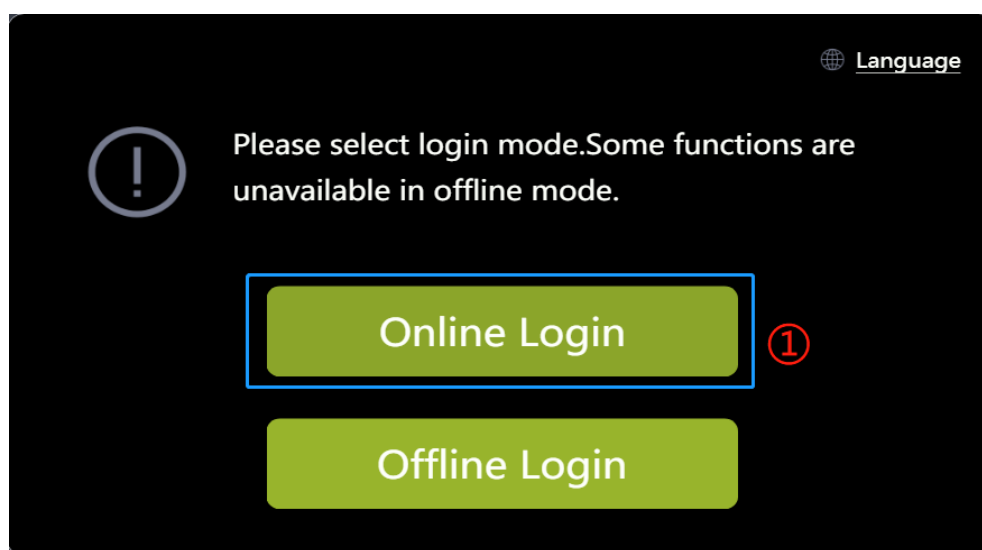 Language
Please select login mode.Some functions are
unavailable in offline mode.
Online Login
①
Offline Login